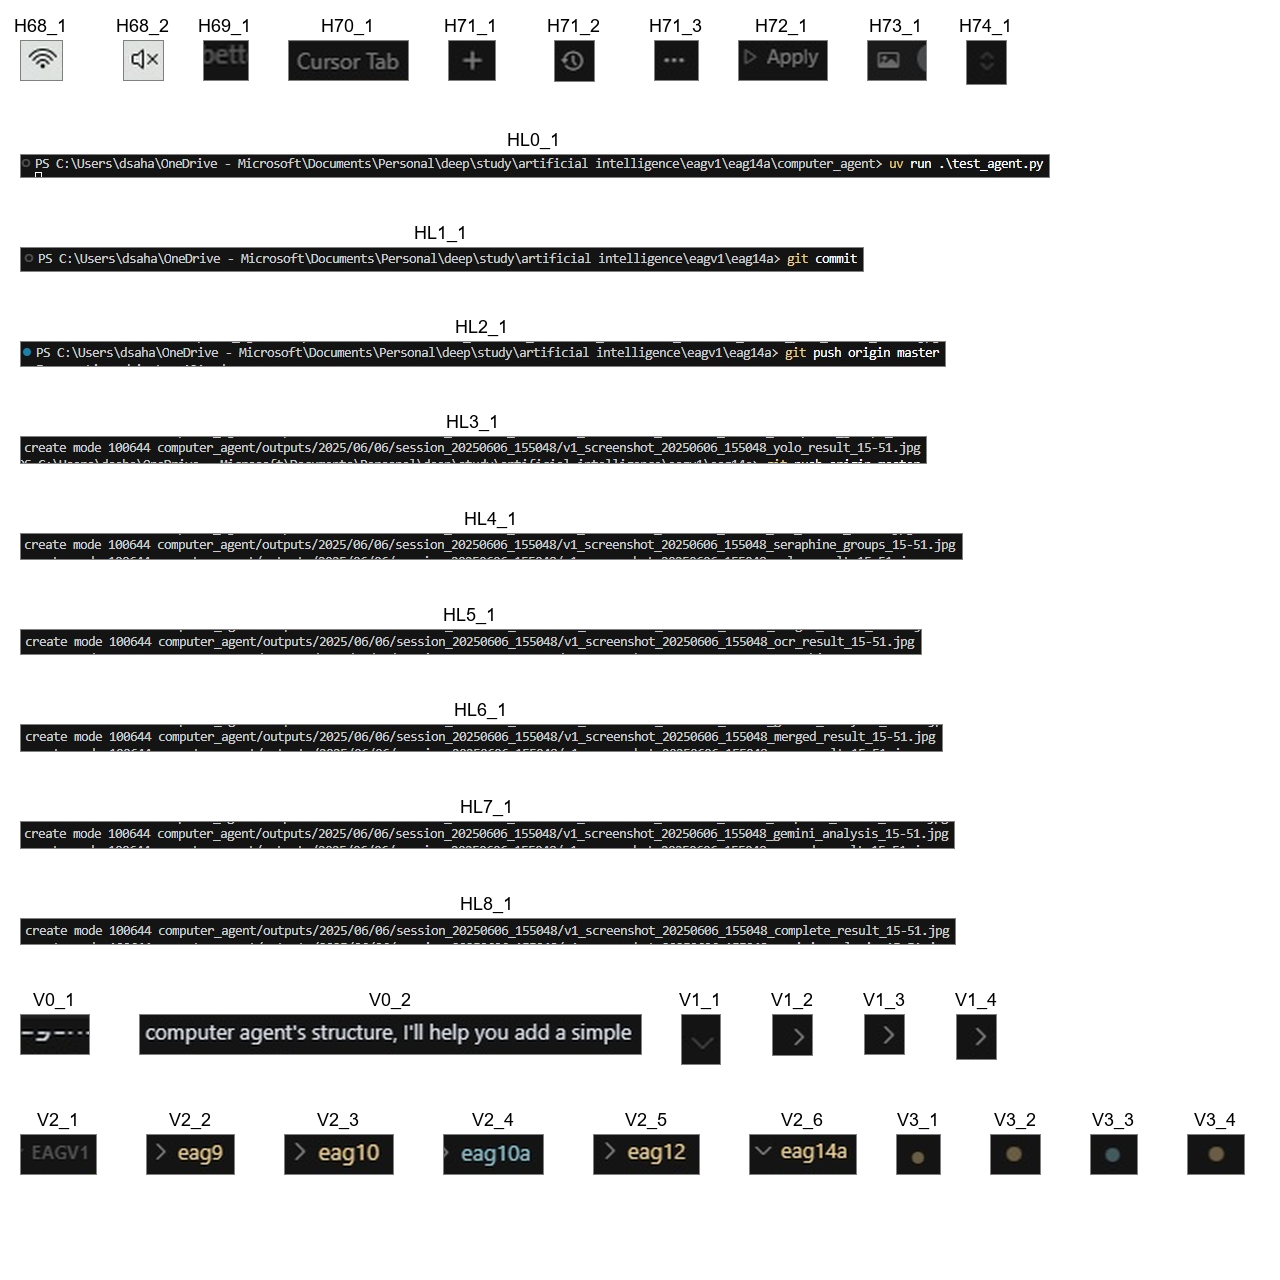 H68_1 H68_2 H69_1 H70_1 H71_1 H71_2 H71_3 H72_1 H73_1 H74_1
Cursor Tab Apply
HL0_1
PS C:\Users\dsaha\OneDrive - Microsoft\Documents\Personal\deep\study\artificial intelligence\eagv1\eag14a\computer_agent> uv run .\test_agent.py
HL1_1
PS C:\Users\dsaha\OneDrive - Microsoft\Documents\Personal\deep\study\artificial intelligence\eagv1\eag14a> git commit
HL2_1
PS C:\Users\dsaha\OneDrive - Microsoft\Documents\Personal\deep\study\artificial intelligence\eagv1\eag14a> git push origin master
HL3_1
create mode 100644 computer_agent/outputs/2025/06/06/session_20250606_155048/v1_screenshot_20250606_155048_yolo_result_15-51.jpg
HL4_1
create mode 100644 computer_agent/outputs/2025/06/06/session_20250606_155048/v1_screenshot_20250606_155048_seraphine_groups_15-51.jpg
HL5_1
create mode 100644 computer_agent/outputs/2025/06/06/session_20250606_155048/v1_screenshot_20250606_155048_ocr_result_15-51.jpg
HL6_1
create mode 100644 computer_agent/outputs/2025/06/06/session_20250606_155048/v1_screenshot_20250606_155048_merged_result_15-51.jpg
HL7_1
create mode 100644 computer_agent/outputs/2025/06/06/session_20250606_155048/v1_screenshot_20250606_155048_gemini_analysis_15-51.jpg
HL8_1
create mode 100644 computer_agent/outputs/2025/06/06/session_20250606_155048/v1_screenshot_20250606_155048_complete_result_15-51.jpg
V0_1 V0_2 V1_1 V1_2 V1_3 V1_4
computer agent's structure, I'll help you add a simple
V2_1 V2_2 V2_3 V2_4 V2_5 V2_6 V3_1 V3_2 V3_3 V3_4
EAGV1 eag9 eag10 eag10a eag12 eag14a